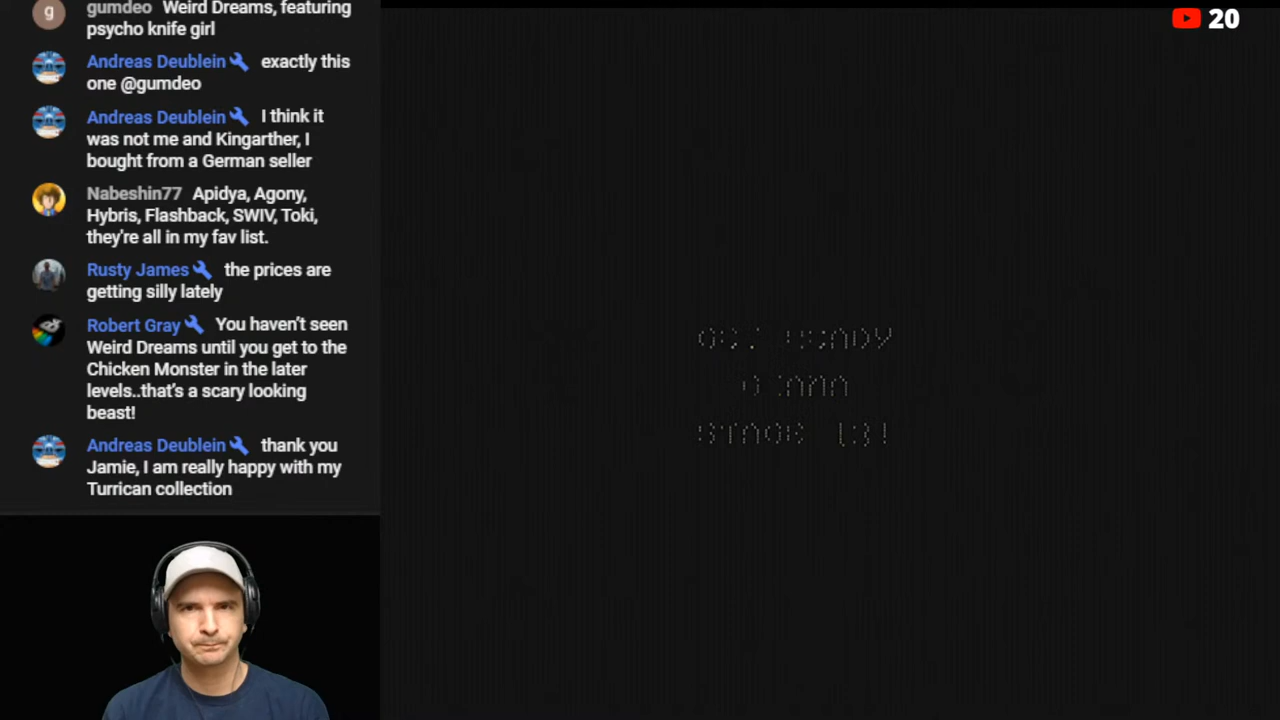 gumdeo Weird Dreams, featuring
psycho knife girl
Andreas Deublein exactly this
one @gumdeo
Andreas Deublein I think it
was not me and Kingarther, I
bought from a German seller
Nabeshin77 Apidya, Agony,
Hybris, Flashback, SWIV, Toki,
they're all in my fav list.
Rusty James the prices are
getting silly lately
Robert Gray You haven't seen
Weird Dreams until you get to the
Chicken Monster in the later
levels..that's a scary looking
beast!
Andreas Deublein thank you
Jamie, I am really happy with my
Turrican collection
20
READY
STAGE